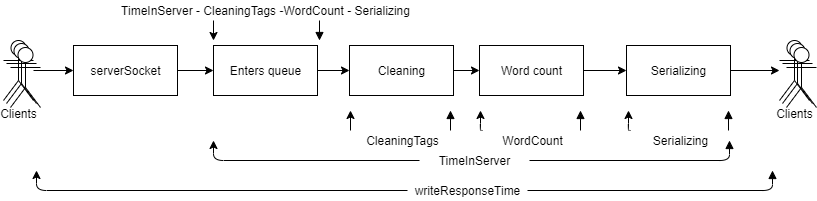 TimeInServer - CleaningTags -WordCount - Serializing
serverSocket
Enters queue
Cleaning
Word count
Serializing
Clients
Clients
CleaningTags
WordCount
Serializing
TimeInServer
writeResponseTime